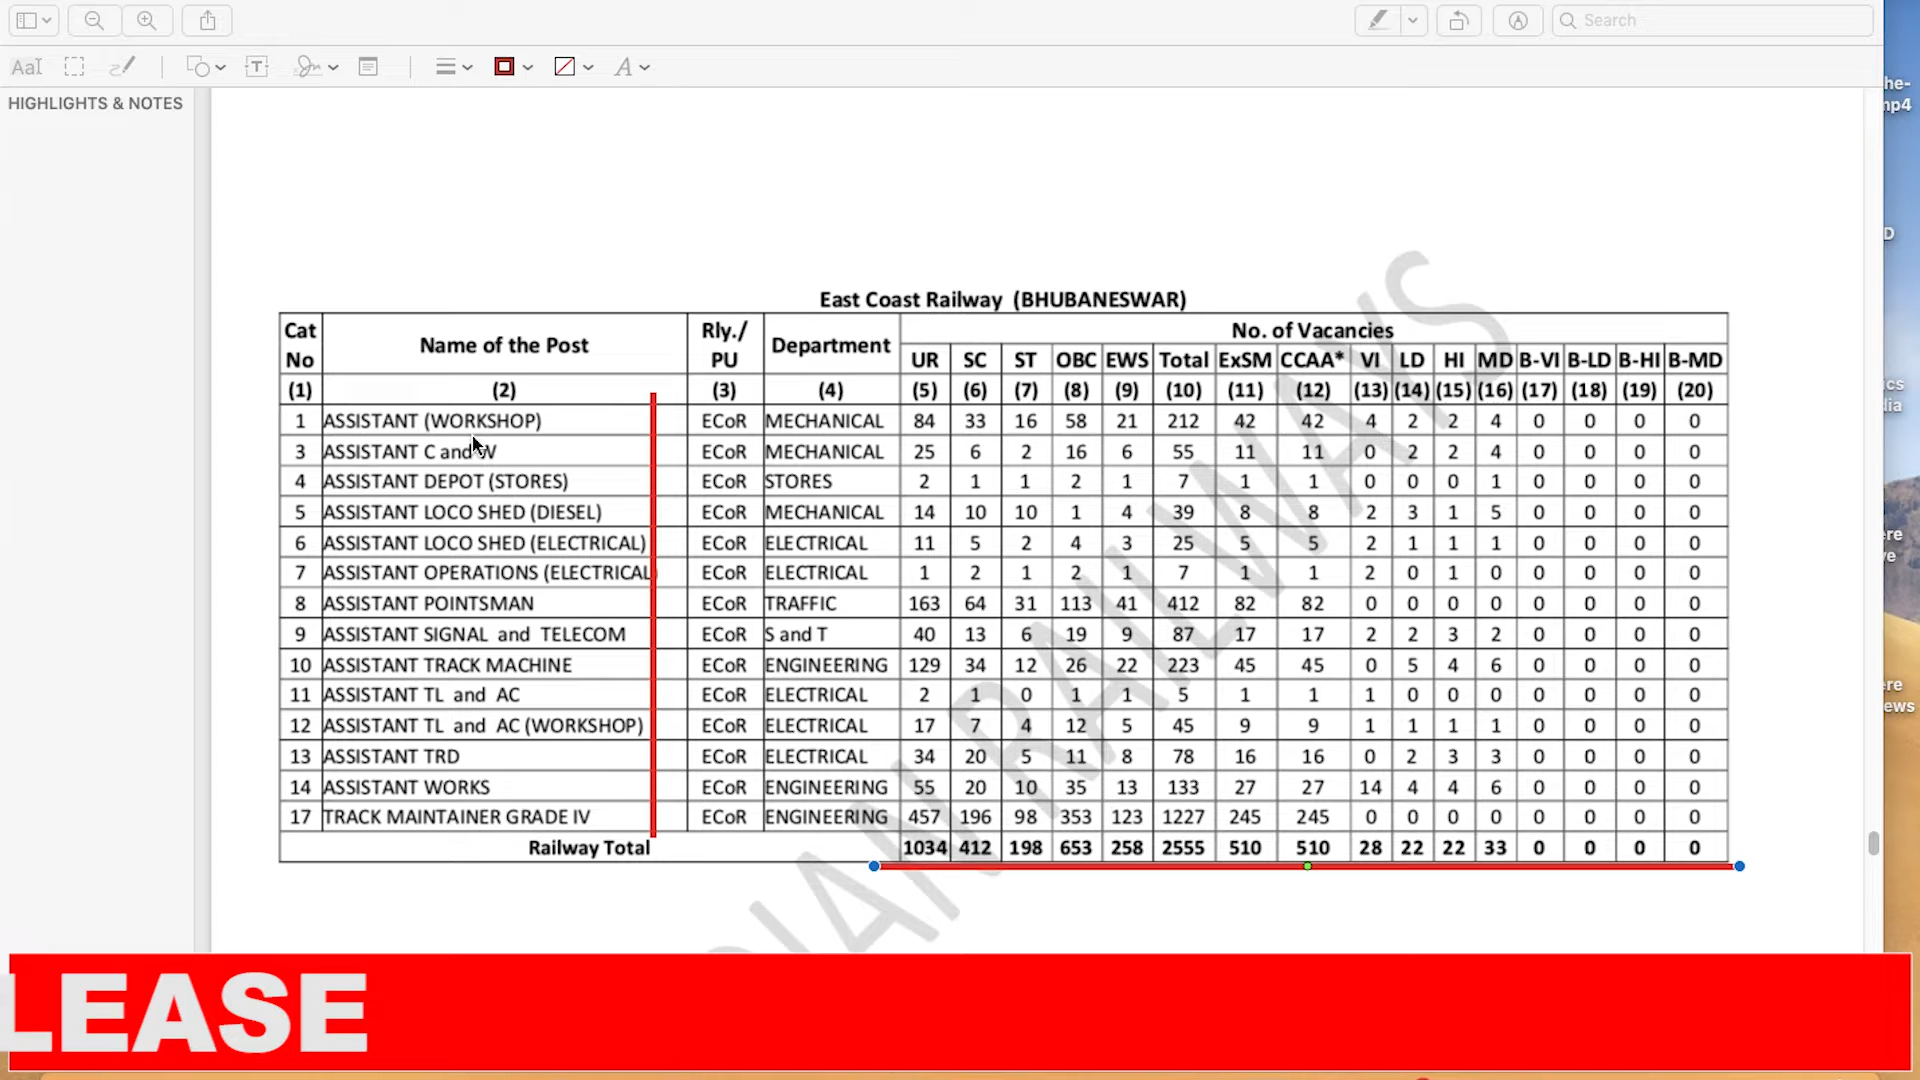 Search
AaI
HIGHLIGHTS & NOTES
East Coast Railway (BHUBANESWAR)
Cat No Name of the Post Rly./ PU Department No. of Vacancies
UR SC ST OBC EWS Total ExSM CCAA* VI LD HI MD B-VI B-LD B-HI B-MD
(1) (2) (3) (4) (5) (6) (7) (8) (9) (10) (11) (12) (13) (14) (15) (16) (17) (18) (19) (20)
1 ASSISTANT (WORKSHOP) ECoR MECHANICAL 84 33 16 58 21 212 42 42 4 2 2 4 0 0 0 0
3 ASSISTANT C and W ECoR MECHANICAL 25 6 2 16 6 55 11 11 0 2 2 4 0 0 0 0
4 ASSISTANT DEPOT (STORES) ECoR STORES 2 1 1 2 1 7 1 1 0 0 0 1 0 0 0 0
5 ASSISTANT LOCO SHED (DIESEL) ECoR MECHANICAL 14 10 10 1 4 39 8 8 2 3 1 5 0 0 0 0
6 ASSISTANT LOCO SHED (ELECTRICAL) ECoR ELECTRICAL 11 5 2 4 3 25 5 5 2 1 1 1 0 0 0 0
7 ASSISTANT OPERATIONS (ELECTRICAL) ECoR ELECTRICAL 1 2 1 2 1 7 1 1 2 0 1 0 0 0 0 0
8 ASSISTANT POINTSMAN ECoR TRAFFIC 163 64 31 113 41 412 82 82 0 0 0 0 0 0 0 0
9 ASSISTANT SIGNAL and TELECOM ECoR S and T 40 13 6 19 9 87 17 17 2 2 3 2 0 0 0 0
10 ASSISTANT TRACK MACHINE ECoR ENGINEERING 129 34 12 26 22 223 45 45 0 5 4 6 0 0 0 0
11 ASSISTANT TL and AC ECoR ELECTRICAL 2 1 0 1 1 5 1 1 1 0 0 0 0 0 0 0
12 ASSISTANT TL and AC (WORKSHOP) ECoR ELECTRICAL 17 7 4 12 5 45 9 9 1 1 1 1 0 0 0 0
13 ASSISTANT TRD ECoR ELECTRICAL 34 20 5 11 8 78 16 16 0 2 3 3 0 0 0 0
14 ASSISTANT WORKS ECoR ENGINEERING 55 20 10 35 13 133 27 27 14 4 4 6 0 0 0 0
17 TRACK MAINTAINER GRADE IV ECoR ENGINEERING 457 196 98 353 123 1227 245 245 0 0 0 0 0 0 0 0
Railway Total 1034 412 198 653 258 2555 510 510 28 22 22 33 0 0 0 0
RAILWAYS
LEASE